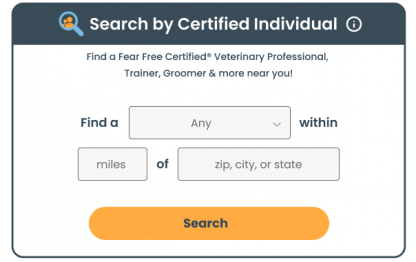 Search by Certified Individual
Find a Fear Free Certified® Veterinary Professional,
Trainer, Groomer & more near you!
Find a Any within
miles of zip, city, or state
Search